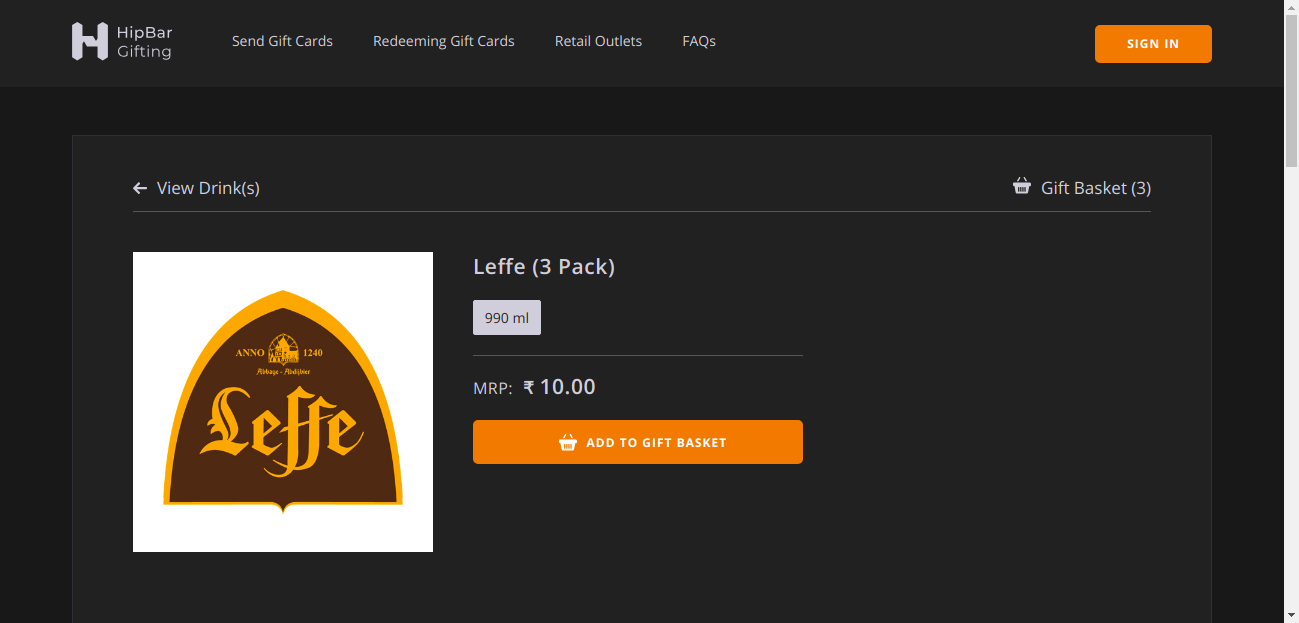 HipBar
Gifting
Send Gift Cards
Redeeming Gift Cards
Retail Outlets
FAQs
SIGN IN
View Drink(s)
Gift Basket (3)
ANNO 1240
Abbaye - Abdijbier
Leffe
Leffe (3 Pack)
990 ml
MRP: ₹ 10.00
ADD TO GIFT BASKET